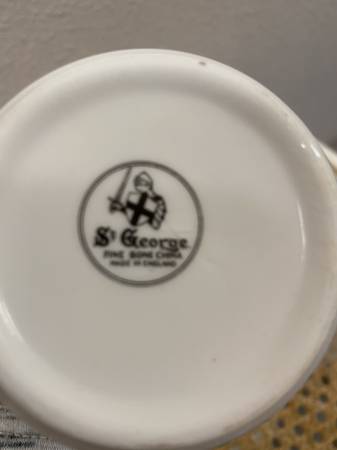 St George
FINE BONE CHINA
MADE IN ENGLAND